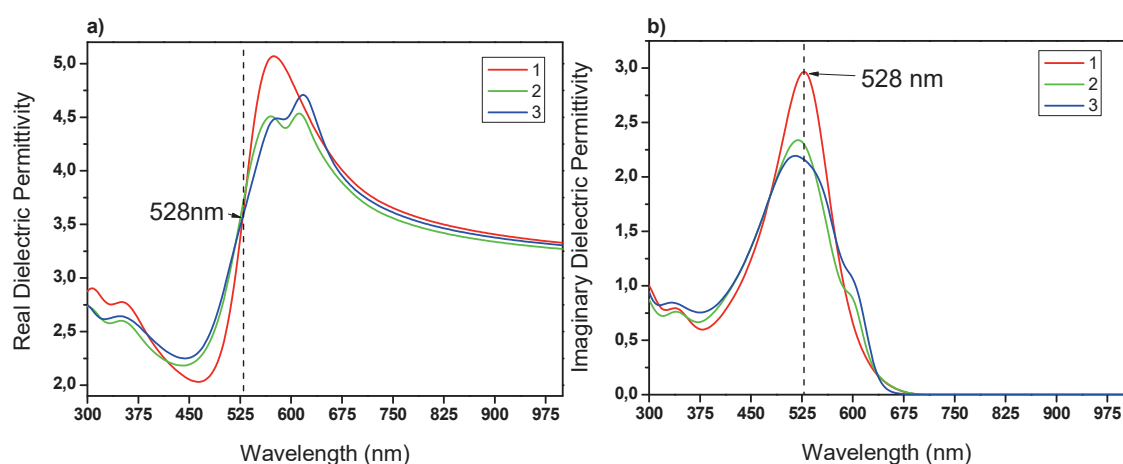 a)
Real Dielectric Permittivity
5,0
4,5
4,0
3,5
3,0
2,5
2,0
1
2
3
528nm
300 375 450 525 600 675 750 825 900 975
Wavelength (nm)
b)
Imaginary Dielectric Permittivity
3,0
2,5
2,0
1,5
1,0
0,5
0,0
1
2
3
528 nm
300 375 450 525 600 675 750 825 900 975
Wavelength (nm)